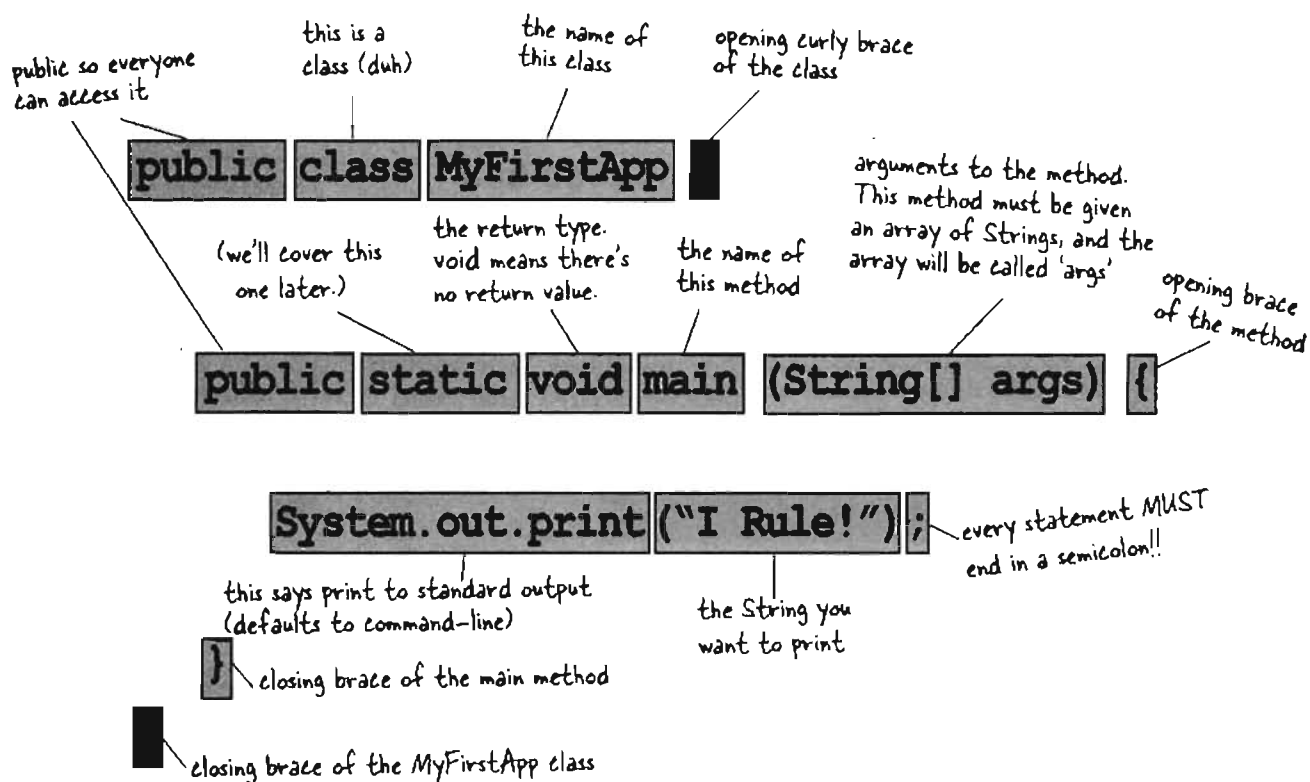 public so everyone
can access it
this is a
class (duh)
the name of
this class
opening curly brace
of the class
public class MyFirstApp
(we'll cover this
one later.)
the return type.
void means there's
no return value.
the name of
this method
arguments to the method.
This method must be given
an array of Strings, and the
array will be called 'args'
opening brace
of the method
public static void main (String[] args) {
System.out.print("I Rule!");
every statement MUST
end in a semicolon!!
this says print to standard output
(defaults to command-line)
the String you
want to print
}
closing brace of the main method
closing brace of the MyFirstApp class